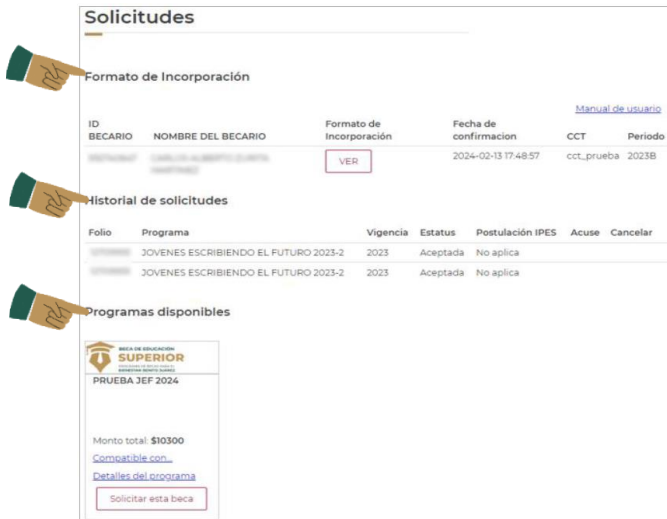 Solicitudes
Formato de Incorporación
Manual de usuario
ID BECARIO NOMBRE DEL BECARIO Formato de Incorporación Fecha de confirmacion CCT Periodo
VER 2024-02-13 17:48:57 cct_prueba 2023B
Historial de solicitudes
Folio Programa Vigencia Estatus Postulación IPES Acuse Cancelar
JOVENES ESCRIBIENDO EL FUTURO 2023-2 2023 Aceptada No aplica
JOVENES ESCRIBIENDO EL FUTURO 2023-2 2023 Aceptada No aplica
Programas disponibles
BECA DE EDUCACIÓN
SUPERIOR
PRUEBA JEF 2024
Monto total: $10300
Compatible con...
Detalles del programa
Solicitar esta beca